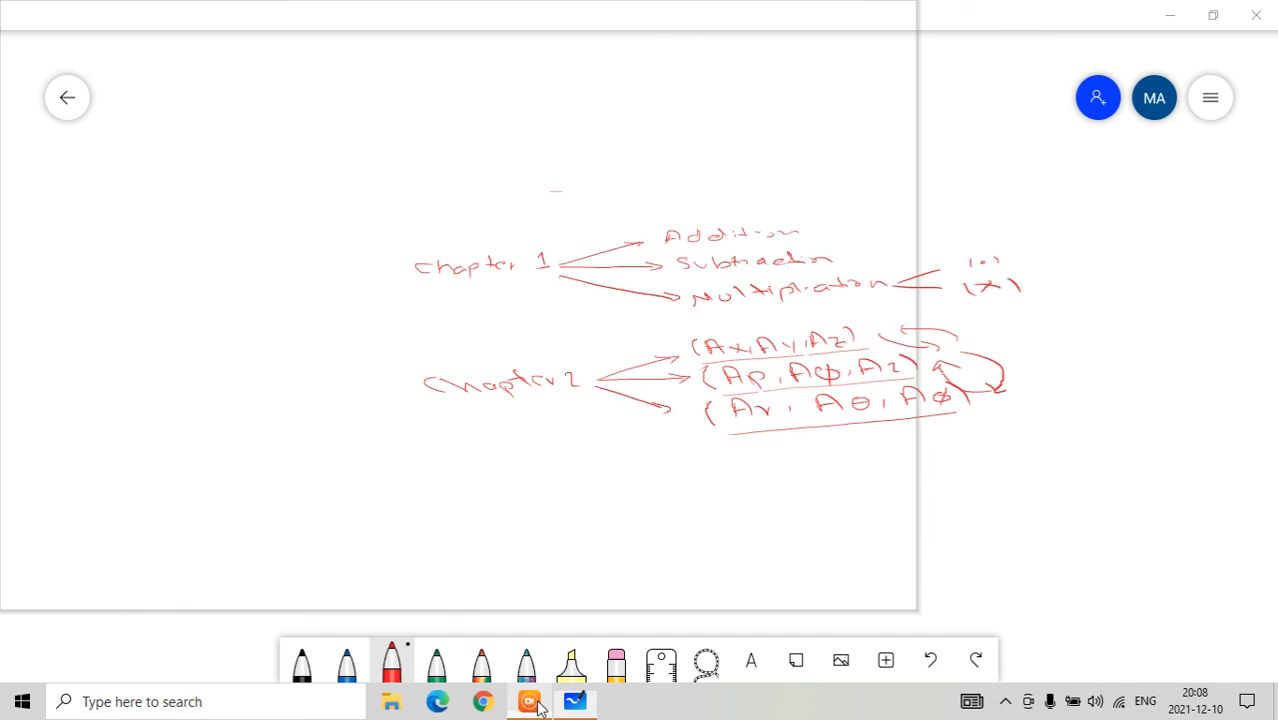 MA
Addition
Chapter 1
Subtraction
(.)
Multiplication
(×)
(Ax, Ay, Az)
Chapter 2
(Aρ, Aφ, Az)
(Ar, Aθ, Aφ)
A
Type here to search
ENG
20:08
2021-12-10